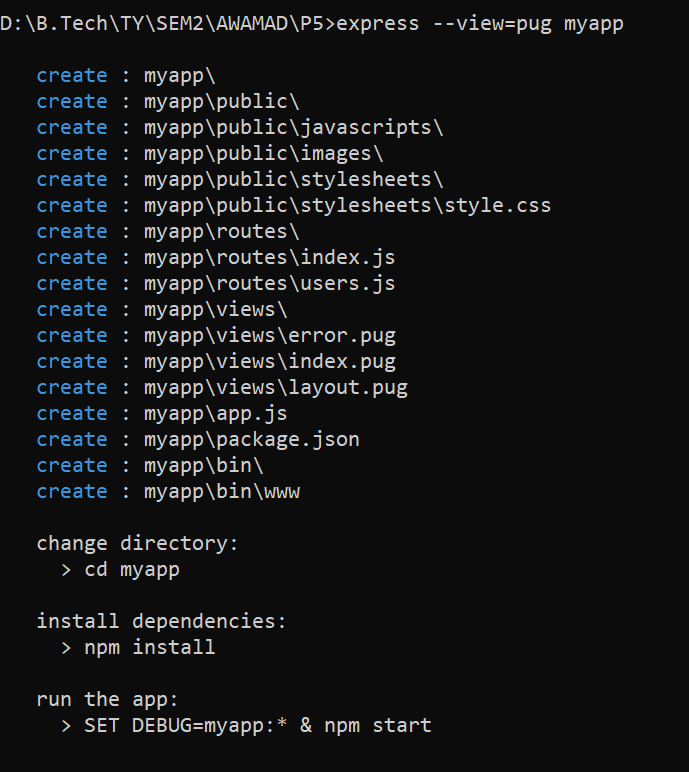 D:\B.Tech\TY\SEM2\AWAMAD\P5>express --view=pug myapp
create : myapp\
create : myapp\public\
create : myapp\public\javascripts\
create : myapp\public\images\
create : myapp\public\stylesheets\
create : myapp\public\stylesheets\style.css
create : myapp\routes\
create : myapp\routes\index.js
create : myapp\routes\users.js
create : myapp\views\
create : myapp\views\error.pug
create : myapp\views\index.pug
create : myapp\views\layout.pug
create : myapp\app.js
create : myapp\package.json
create : myapp\bin\
create : myapp\bin\www
change directory:
> cd myapp
install dependencies:
> npm install
run the app:
> SET DEBUG=myapp:* & npm start